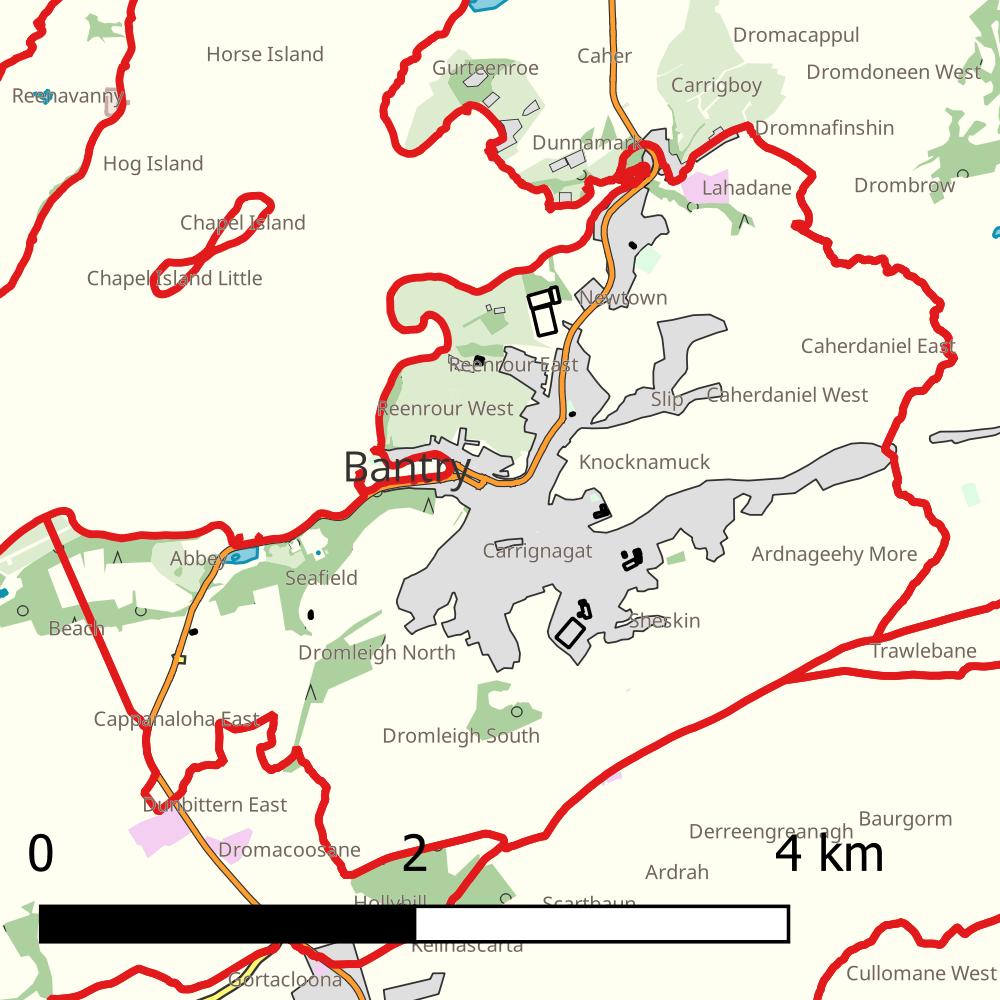 Dromacappul
Horse Island
Caher
Gurteenroe
Dromdoneen West
Carrigboy
Reenavanny
Dromnafinshin
Dunnamark
Hog Island
Drombrow
Lahadane
Chapel Island
Chapel Island Little
Newtown
Caherdaniel East
Reenrour East
Caherdaniel West
Slip
Reenrour West
Bantry
Knocknamuck
Carrignagat
Ardnageehy More
Abbey
Seafield
Sheskin
Beach
Dromleigh North
Trawlebane
Cappanaloha East
Dromleigh South
Dunbittern East
Baurgorm
Derreengreanagh
0 2 4 km
Dromacoosane
Ardrah
Hollyhill
Scartbaun
Keilnascarta
Cullomane West
Gortacloona